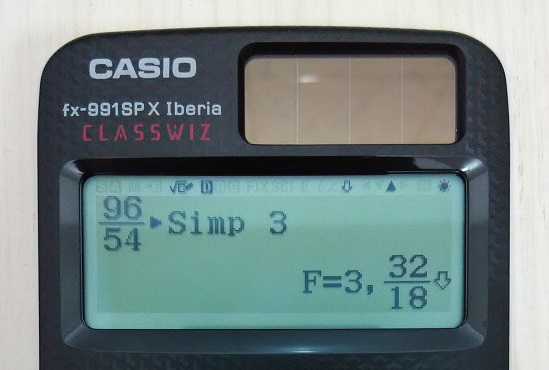 CASIO
fx-991SP X Iberia
CLASSWIZ
√▱ D
96/54 ▶Simp 3
F=3, 32/18